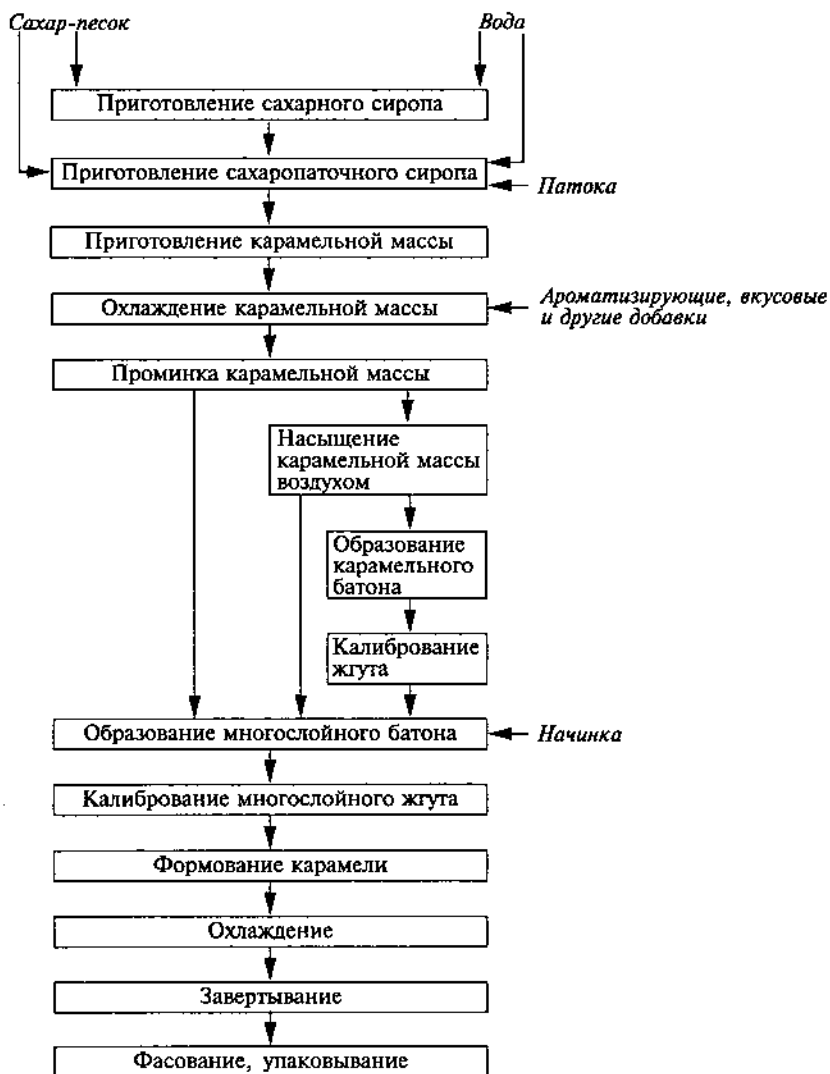 Сахар-песок
Вода
Приготовление сахарного сиропа
Приготовление сахаропаточного сиропа
Патока
Приготовление карамельной массы
Охлаждение карамельной массы
Ароматизирующие, вкусовые
и другие добавки
Проминка карамельной массы
Насыщение
карамельной массы
воздухом
Образование
карамельного
батона
Калибрование
жгута
Образование многослойного батона
Начинка
Калибрование многослойного жгута
Формование карамели
Охлаждение
Завертывание
Фасование, упаковывание